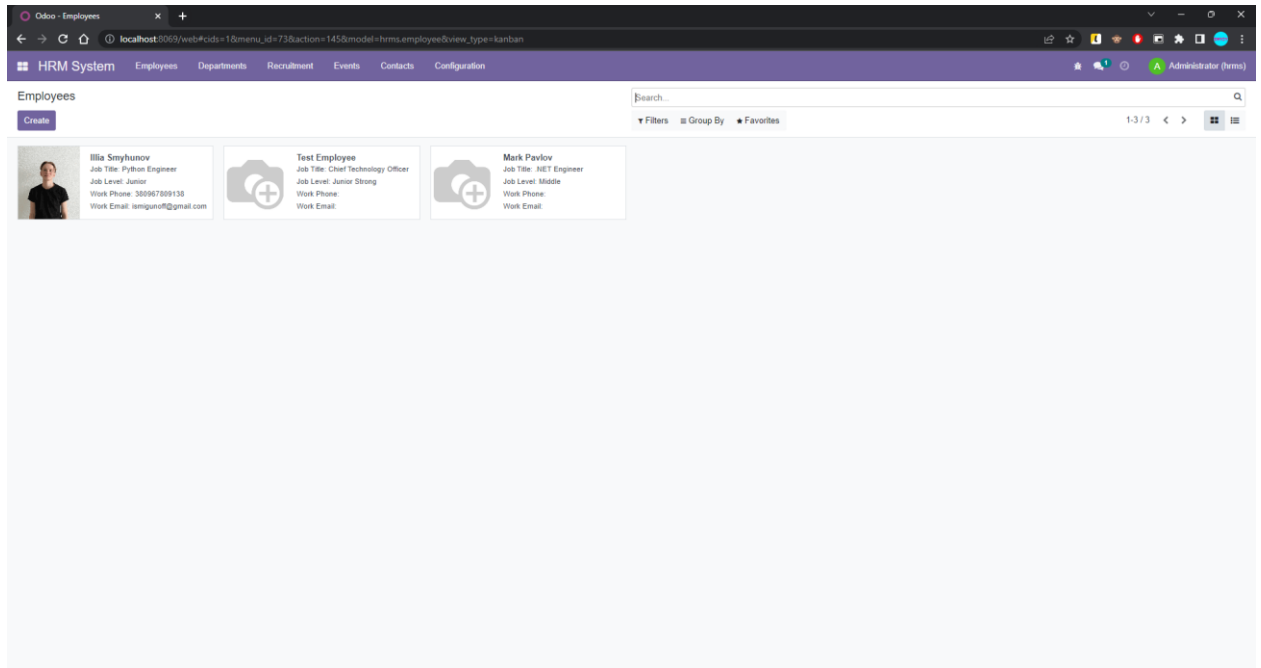 Odoo - Employees
localhost:8069/web#cids=1&menu_id=73&action=145&model=hrms.employee&view_type=kanban
HRM System Employees Departments Recruitment Events Contacts Configuration 1 A Administrator (hrms)
Employees
Search...
Create
Filters Group By Favorites 1-3 / 3
Illia Smyhunov
Job Title: Python Engineer
Job Level: Junior
Work Phone: 380967809138
Work Email: ismigunoff@gmail.com
Test Employee
Job Title: Chief Technology Officer
Job Level: Junior Strong
Work Phone:
Work Email:
Mark Pavlov
Job Title: .NET Engineer
Job Level: Middle
Work Phone:
Work Email: